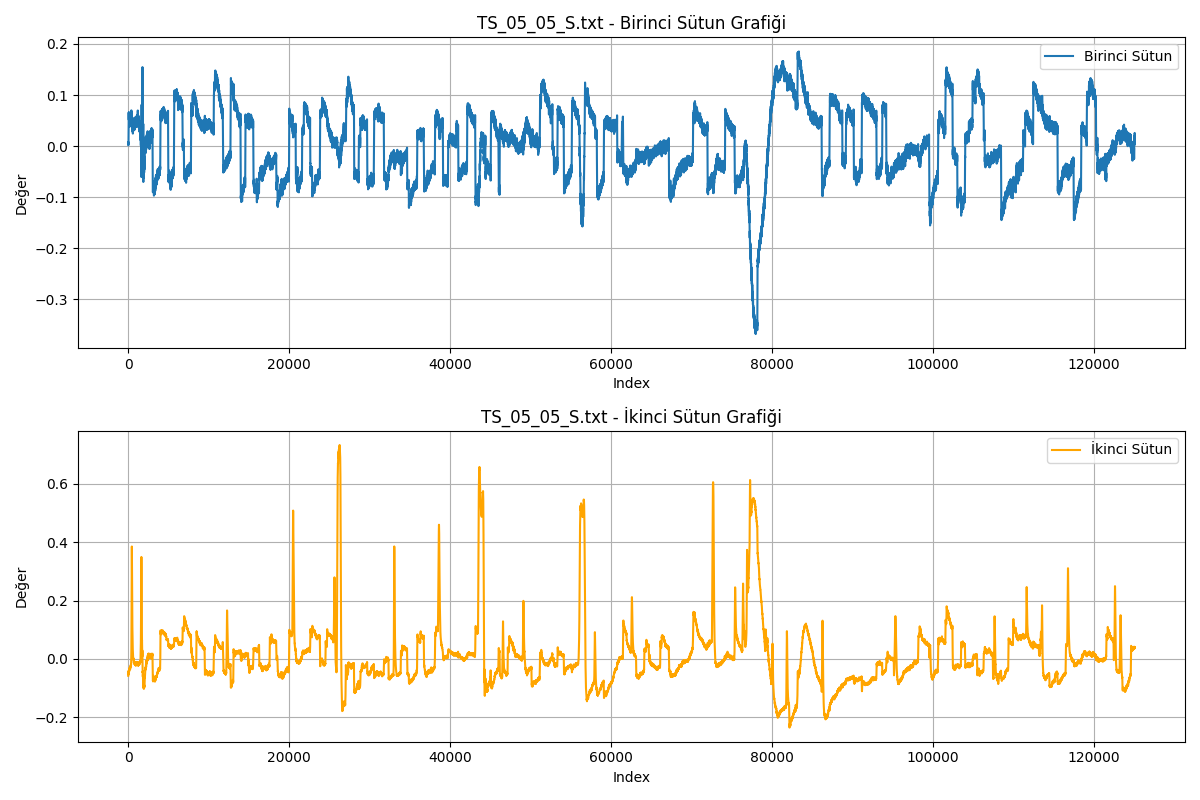 TS_05_05_S.txt - Birinci Sütun Grafiği
Birinci Sütun
Değer
0.2
0.1
0.0
−0.1
−0.2
−0.3
0 20000 40000 60000 80000 100000 120000
Index
TS_05_05_S.txt - İkinci Sütun Grafiği
İkinci Sütun
Değer
0.6
0.4
0.2
0.0
−0.2
0 20000 40000 60000 80000 100000 120000
Index